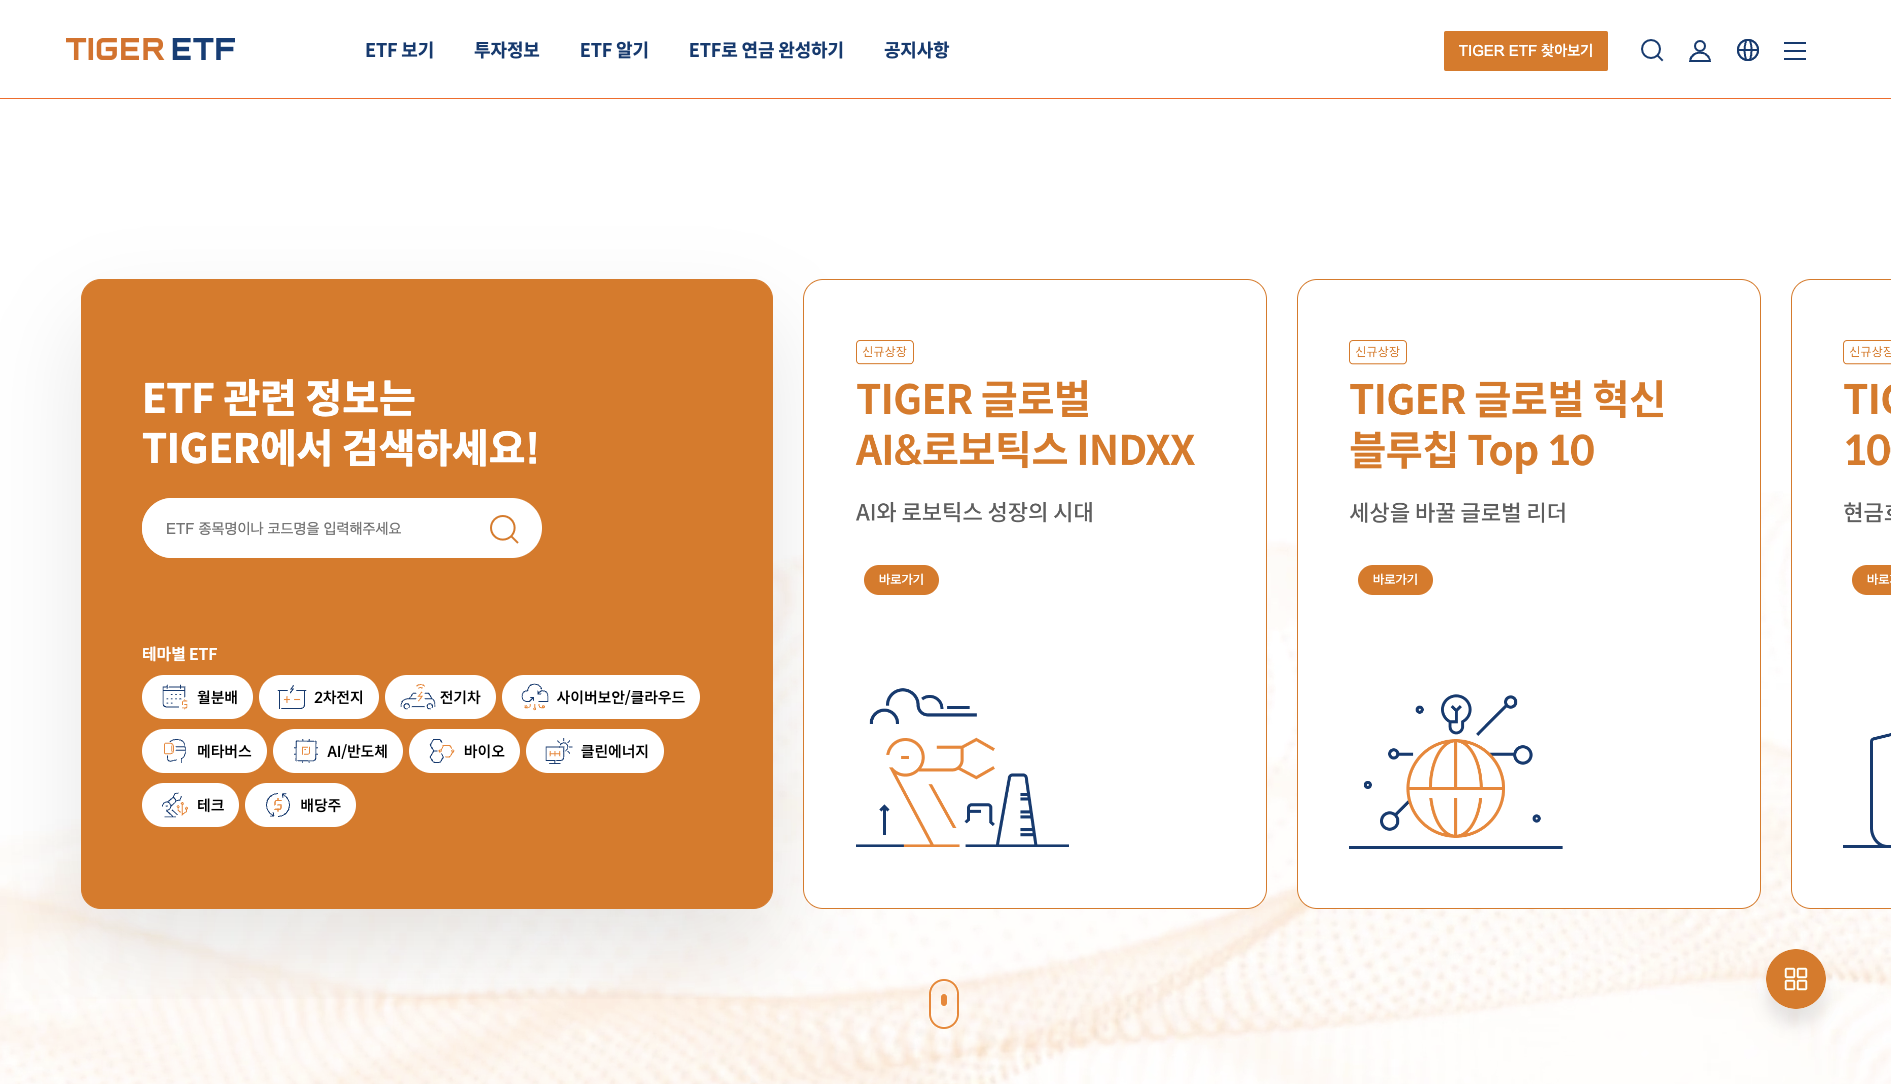 TIGER ETF
ETF 보기
투자정보
ETF 알기
ETF로 연금 완성하기
공지사항
TIGER ETF 찾아보기
ETF 관련 정보는
TIGER에서 검색하세요!
ETF 종목명이나 코드명을 입력해주세요
테마별 ETF
월분배
2차전지
전기차
사이버보안/클라우드
메타버스
AI/반도체
바이오
클린에너지
테크
배당주
신규상장
TIGER 글로벌
AI&로보틱스 INDXX
AI와 로보틱스 성장의 시대
바로가기
신규상장
TIGER 글로벌 혁신
블루칩 Top 10
세상을 바꿀 글로벌 리더
바로가기
신규상장
TIG
10
현금
바로